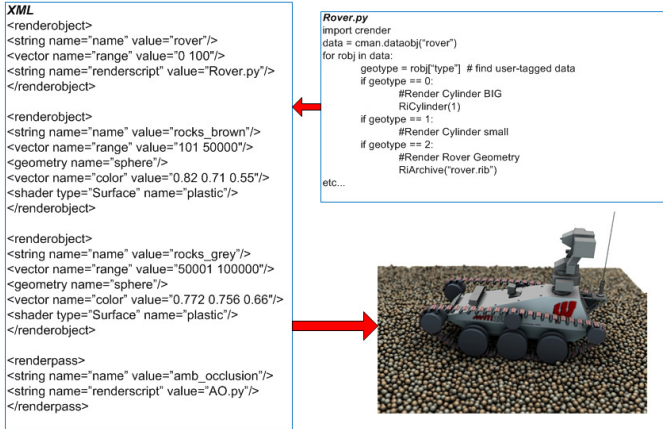 XML
<renderobject>
<string name="name" value="rover"/>
<vector name="range" value="0 100"/>
<string name="renderscript" value="Rover.py"/>
</renderobject>
<renderobject>
<string name="name" value="rocks_brown"/>
<vector name="range" value="101 50000"/>
<geometry name="sphere"/>
<vector name="color" value="0.82 0.71 0.55"/>
<shader type="Surface" name="plastic"/>
</renderobject>
<renderobject>
<string name="name" value="rocks_grey"/>
<vector name="range" value="50001 100000"/>
<geometry name="sphere"/>
<vector name="color" value="0.772 0.756 0.66"/>
<shader type="Surface" name="plastic"/>
</renderobject>
<renderpass>
<string name="name" value="amb_occlusion"/>
<string name="renderscript" value="AO.py"/>
</renderpass>
Rover.py
import crender
data = cman.dataobj("rover")
for robj in data:
geotype = robj["type"] # find user-tagged data
if geotype == 0:
#Render Cylinder BIG
RiCylinder(1)
if geotype == 1:
#Render Cylinder small
if geotype == 2:
#Render Rover Geometry
RiArchive("rover.rib")
etc...